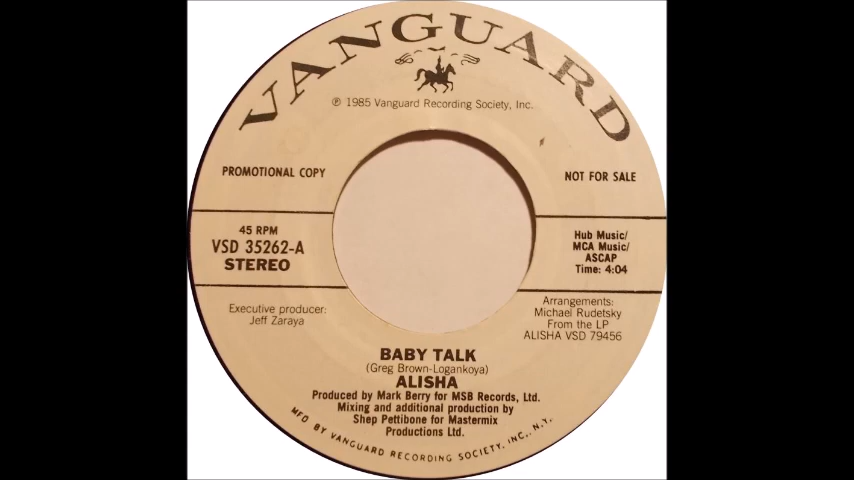 VANGUARD
℗ 1985 Vanguard Recording Society, Inc.
PROMOTIONAL COPY
NOT FOR SALE
45 RPM
VSD 35262-A
STEREO
Hub Music/
MCA Music/
ASCAP
Time: 4:04
Executive producer:
Jeff Zaraya
Arrangements:
Michael Rudetsky
From the LP
ALISHA VSD 79456
BABY TALK
(Greg Brown-Logankoya)
ALISHA
Produced by Mark Berry for MSB Records, Ltd.
Mixing and additional production by
Shep Pettibone for Mastermix
Productions Ltd.
MFD BY VANGUARD RECORDING SOCIETY, INC., N.Y.